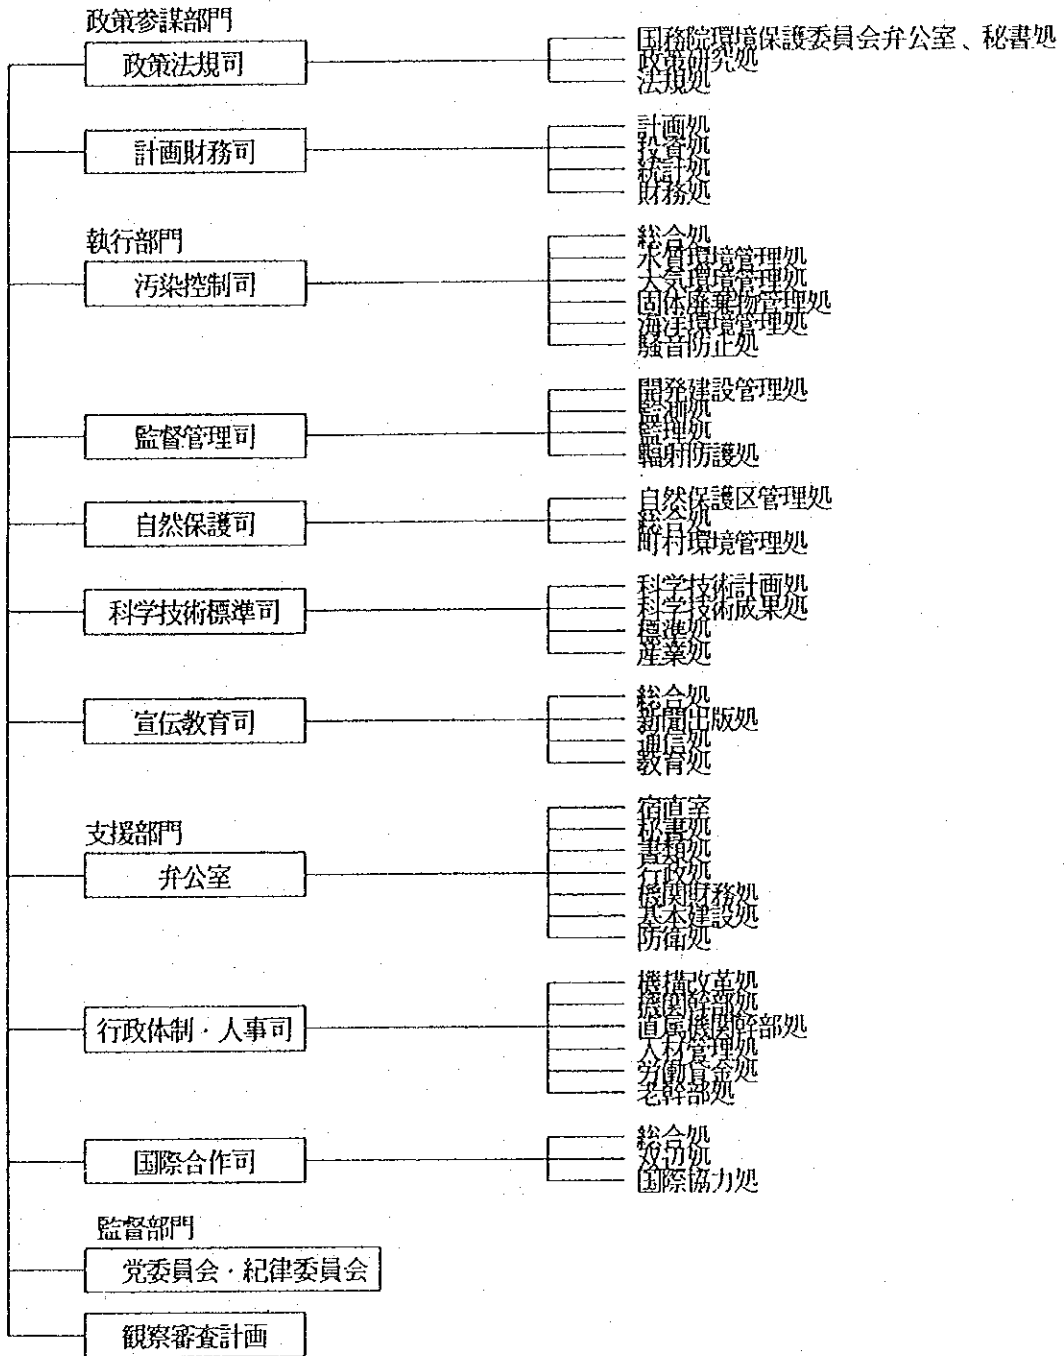 政策参謀部門
政策法規司
国務院環境保護委員会弁公室、秘書処
政策研究処
法規処
計画財務司
計画処
投資処
統計処
財務処
執行部門
汚染控制司
総合処
水質環境管理処
大気環境管理処
固体廃棄物管理処
海洋環境管理処
騒音防止処
監督管理司
開発建設管理処
監測処
監理処
輻射防護処
自然保護司
自然保護区管理処
総合処
町村環境管理処
科学技術標準司
科学技術計画処
科学技術成果処
標準処
産業処
宣伝教育司
総合処
新聞出版処
通信処
教育処
支援部門
弁公室
宿直室
秘書処
書類処
行政処
機関財務処
基本建設処
防衛処
行政体制・人事司
機構改革処
機関幹部処
直属機関幹部処
人材管理処
労働賃金処
老幹部処
国際合作司
総合処
双辺処
国際協力処
監督部門
党委員会・紀律委員会
観察審査計画